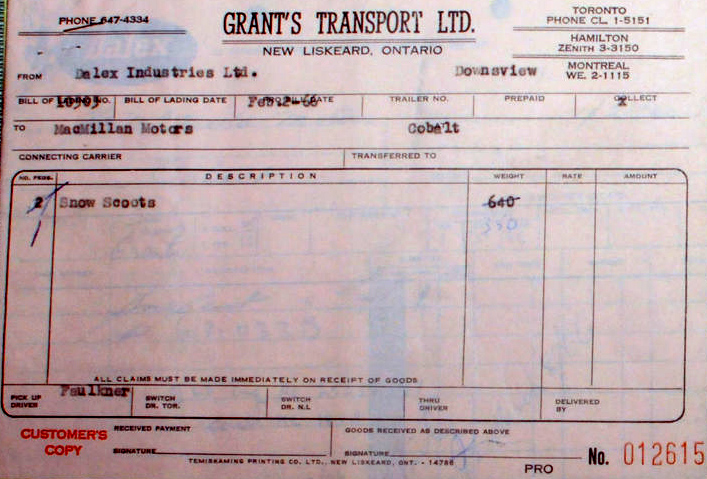 PHONE 647-4334
GRANT'S TRANSPORT LTD.
NEW LISKEARD, ONTARIO
TORONTO
PHONE CL. 1-5151
HAMILTON
ZENITH 3-3150
MONTREAL
WE. 2-1115
FROM Dalex Industries Ltd. Downsview
BILL OF LADING NO. BILL OF LADING DATE TRAILER NO. PREPAID COLLECT
X
TO MacMillan Motors Cobalt
CONNECTING CARRIER TRANSFERRED TO
NO. PKGS. DESCRIPTION WEIGHT RATE AMOUNT
2 Snow Scoots 640
1 350
ALL CLAIMS MUST BE MADE IMMEDIATELY ON RECEIPT OF GOODS
Faulkner
PICK UP DRIVER SWITCH DR. TOR. SWITCH DR. N.L THRU DRIVER DELIVERED BY
CUSTOMER'S COPY
RECEIVED PAYMENT GOODS RECEIVED AS DESCRIBED ABOVE
SIGNATURE SIGNATURE
TEMISKAMING PRINTING CO. LTD., NEW LISKEARD, ONT. - 14786
PRO No. 012615